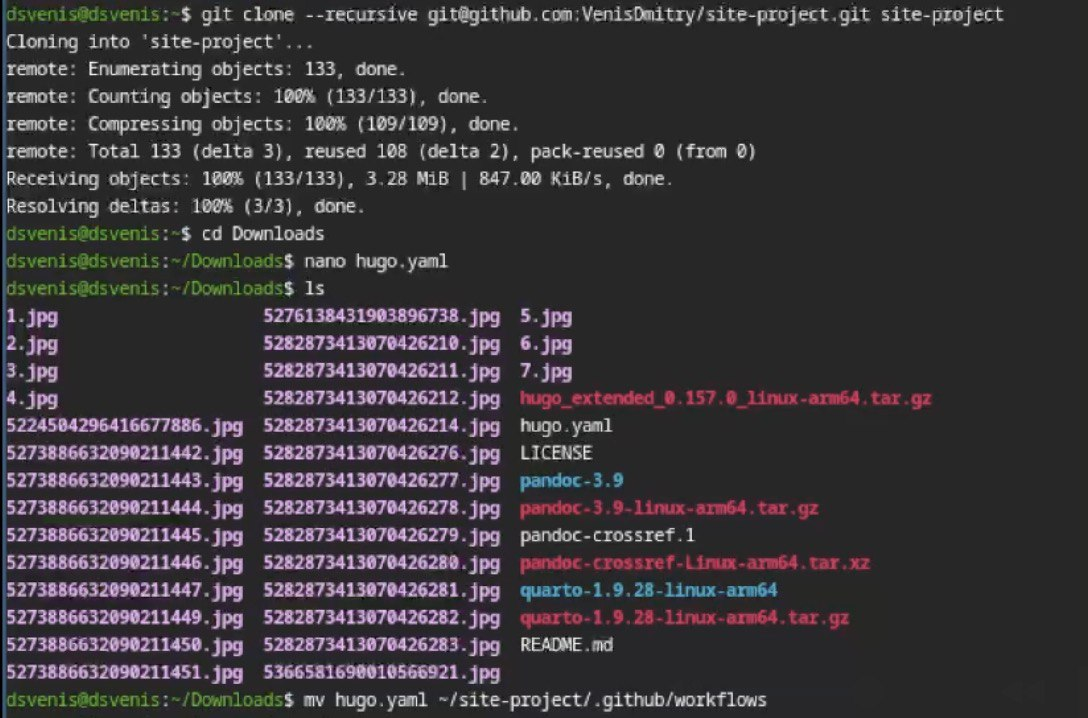 dsvenis@dsvenis:~$ git clone --recursive git@github.com:VenisDmitry/site-project.git site-project
Cloning into 'site-project'...
remote: Enumerating objects: 133, done.
remote: Counting objects: 100% (133/133), done.
remote: Compressing objects: 100% (109/109), done.
remote: Total 133 (delta 3), reused 108 (delta 2), pack-reused 0 (from 0)
Receiving objects: 100% (133/133), 3.28 MiB | 847.00 KiB/s, done.
Resolving deltas: 100% (3/3), done.
dsvenis@dsvenis:~$ cd Downloads
dsvenis@dsvenis:~/Downloads$ nano hugo.yaml
dsvenis@dsvenis:~/Downloads$ ls
1.jpg 5276138431903896738.jpg 5.jpg
2.jpg 5282873413070426210.jpg 6.jpg
3.jpg 5282873413070426211.jpg 7.jpg
4.jpg 5282873413070426212.jpg hugo_extended_0.157.0_linux-arm64.tar.gz
5224504296416677886.jpg 5282873413070426214.jpg hugo.yaml
5273886632090211442.jpg 5282873413070426276.jpg LICENSE
5273886632090211443.jpg 5282873413070426277.jpg pandoc-3.9
5273886632090211444.jpg 5282873413070426278.jpg pandoc-3.9-linux-arm64.tar.gz
5273886632090211445.jpg 5282873413070426279.jpg pandoc-crossref.1
5273886632090211446.jpg 5282873413070426280.jpg pandoc-crossref-Linux-arm64.tar.xz
5273886632090211447.jpg 5282873413070426281.jpg quarto-1.9.28-linux-arm64
5273886632090211449.jpg 5282873413070426282.jpg quarto-1.9.28-linux-arm64.tar.gz
5273886632090211450.jpg 5282873413070426283.jpg README.md
5273886632090211451.jpg 5366581690010566921.jpg
dsvenis@dsvenis:~/Downloads$ mv hugo.yaml ~/site-project/.github/workflows